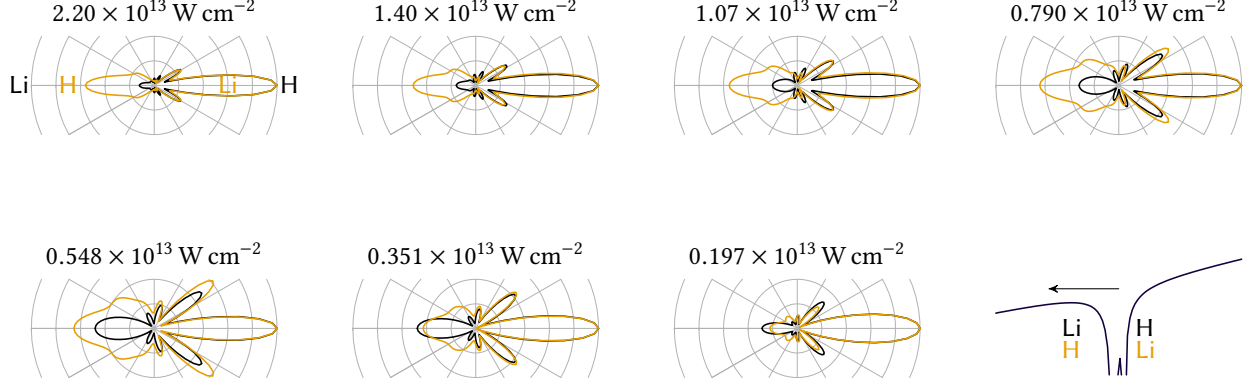 2.20 × 10¹³ W cm⁻²
1.40 × 10¹³ W cm⁻²
1.07 × 10¹³ W cm⁻²
0.790 × 10¹³ W cm⁻²
Li H Li H
0.548 × 10¹³ W cm⁻²
0.351 × 10¹³ W cm⁻²
0.197 × 10¹³ W cm⁻²
Li H
H Li